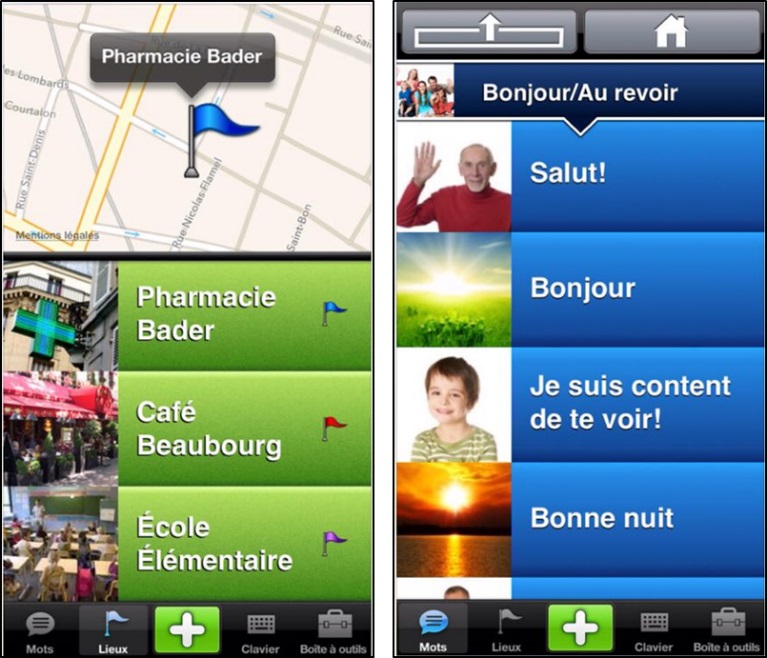 Pharmacie Bader
Rue Sai
les Lombards
Courtalon
Rue Saint-Denis
Rue Nicolas Flamel
Saint-Bon
Mentions légales
Pharmacie
Bader
Café
Beaubourg
École
Élémentaire
Mots
Lieux
Clavier
Boîte à outils
Bonjour/Au revoir
Salut!
Bonjour
Je suis content
de te voir!
Bonne nuit
Mots
Lieux
Clavier
Boîte à outils